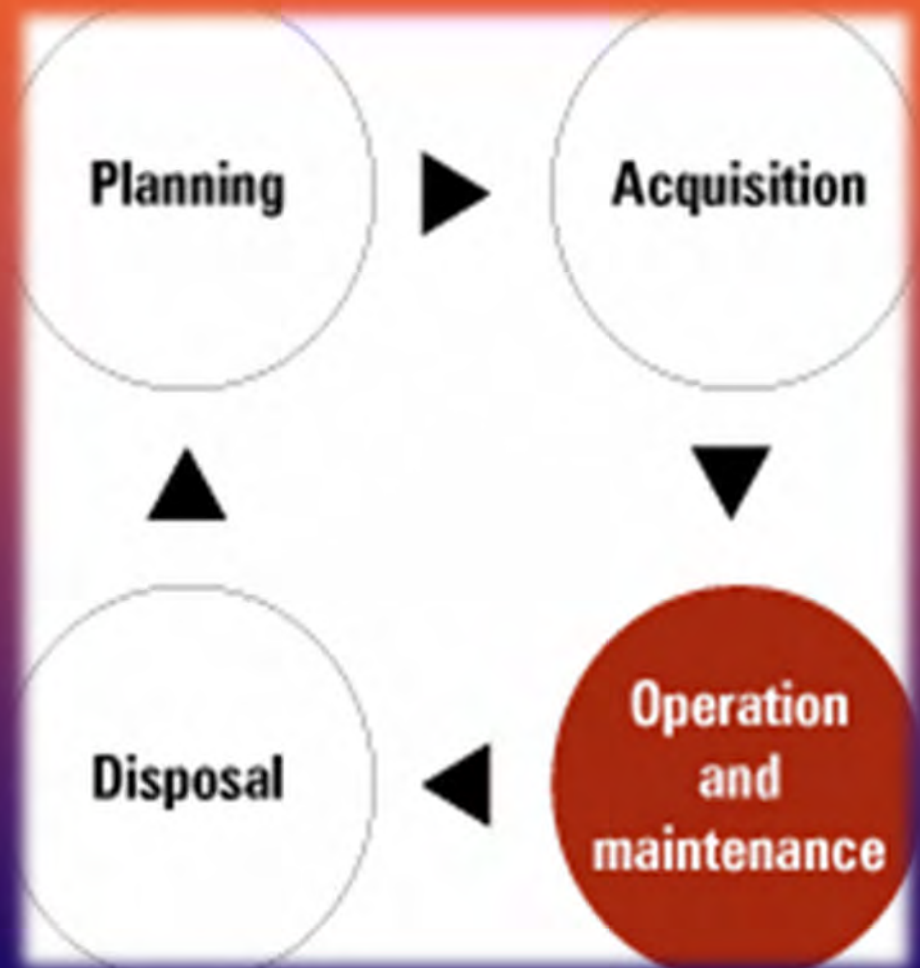 Planning
Acquisition
Disposal
Operation
and
maintenance